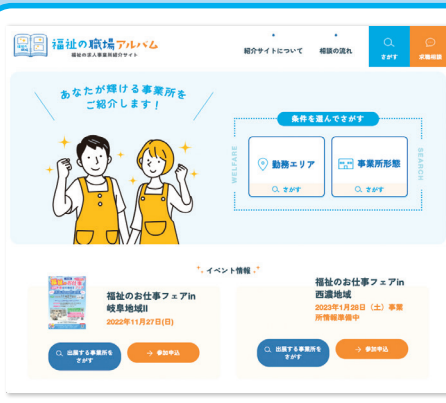 福祉の職場アルバム
福祉の求人事業所紹介サイト
紹介サイトについて
相談の流れ
さがす
求職相談
あなたが輝ける事業所を
ご紹介します！
条件を選んでさがす
WELFARE
勤務エリア
さがす
事業所形態
さがす
SEARCH
イベント情報
福祉のお仕事フェアin
岐阜地域II
2022年11月27日(日)
出展する事業所を
さがす
→ 参加申込
福祉のお仕事フェアin
西濃地域
2023年1月28日（土）事業
所情報準備中
出展する事業所を
さがす
→ 参加申込